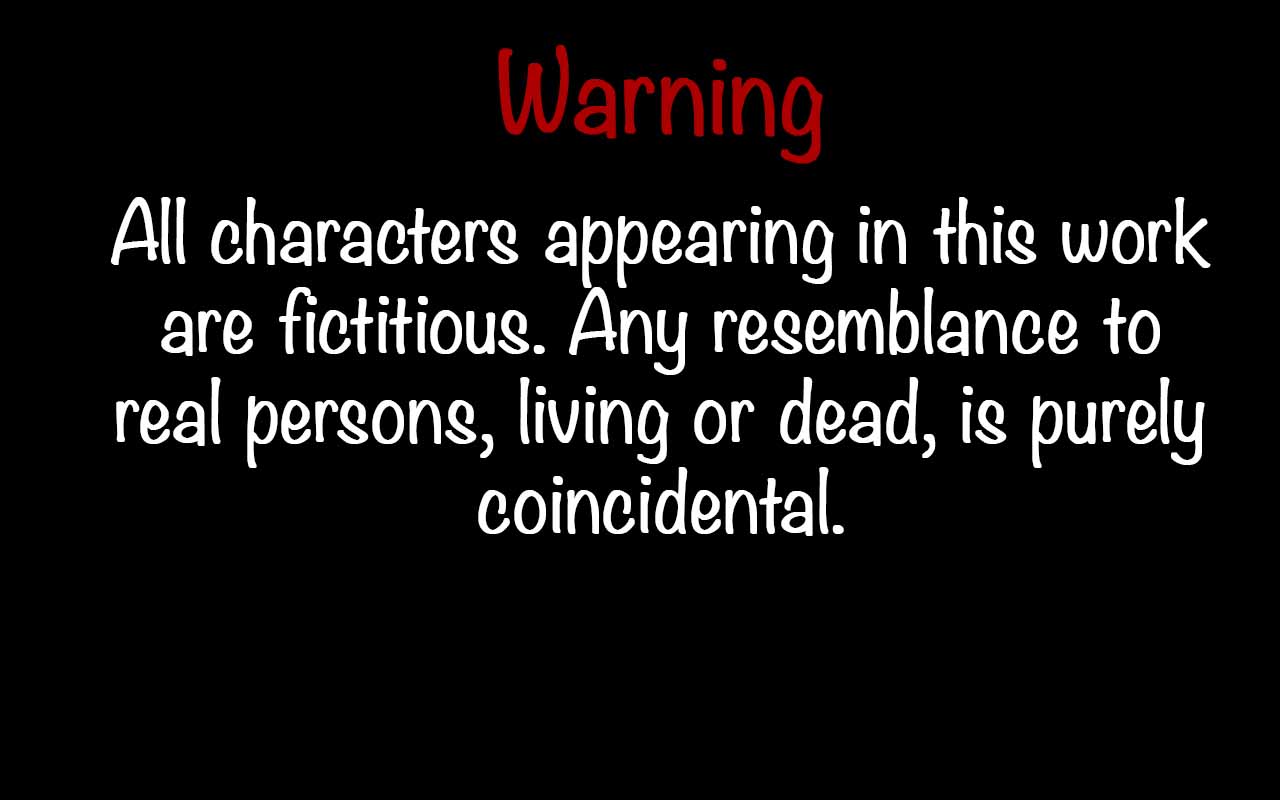 Warning
All characters appearing in this work
are fictitious. Any resemblance to
real persons, living or dead, is purely
coincidental.